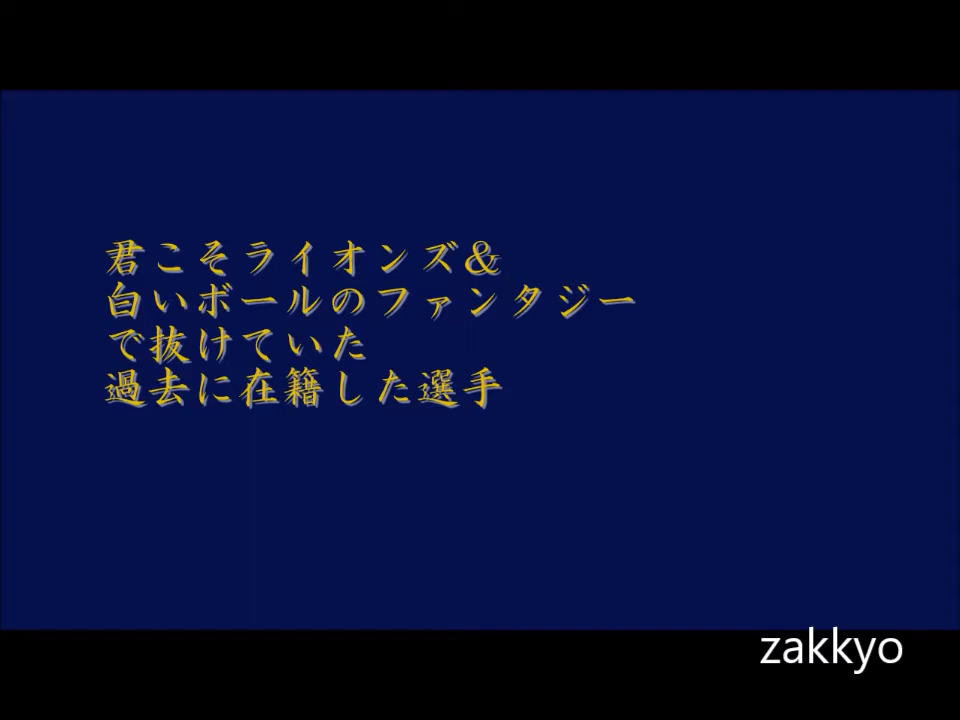 君こそライオンズ&
白いボールのファンタジー
で抜けていた
過去に在籍した選手
zakkyo